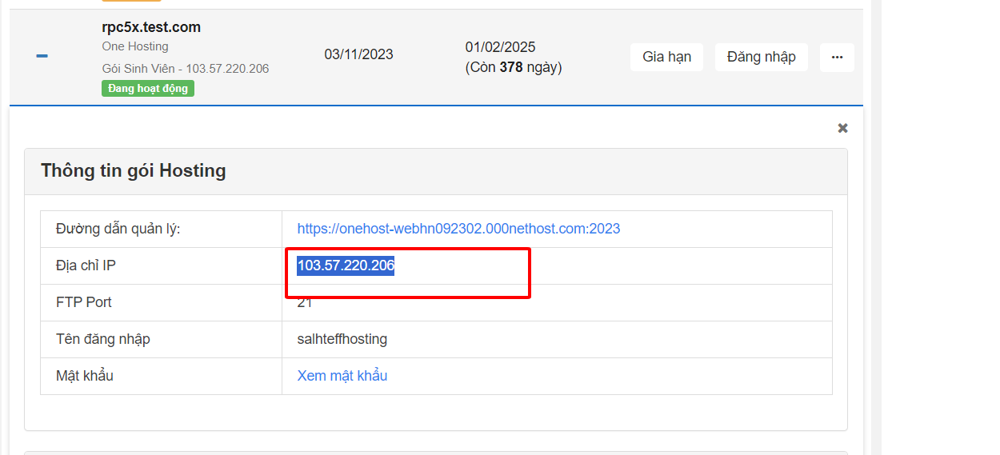 rpc5x.test.com
One Hosting
Gói Sinh Viên - 103.57.220.206
Đang hoạt động
03/11/2023
01/02/2025
(Còn 378 ngày)
Gia hạn
Đăng nhập
Thông tin gói Hosting
Đường dẫn quản lý: https://onehost-webhn092302.000nethost.com:2023
Địa chỉ IP 103.57.220.206
FTP Port 21
Tên đăng nhập salhteffhosting
Mật khẩu Xem mật khẩu